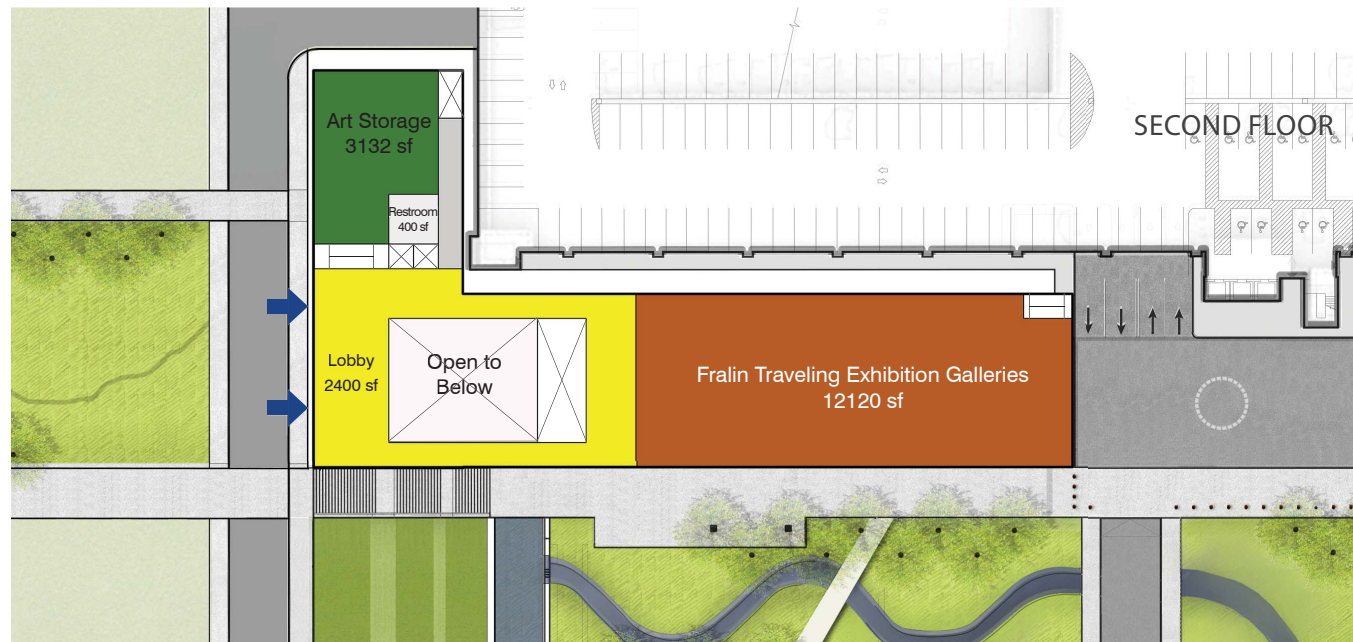 SECOND FLOOR
Art Storage
3132 sf
Restroom
400 sf
Lobby
2400 sf
Open to
Below
Fralin Traveling Exhibition Galleries
12120 sf